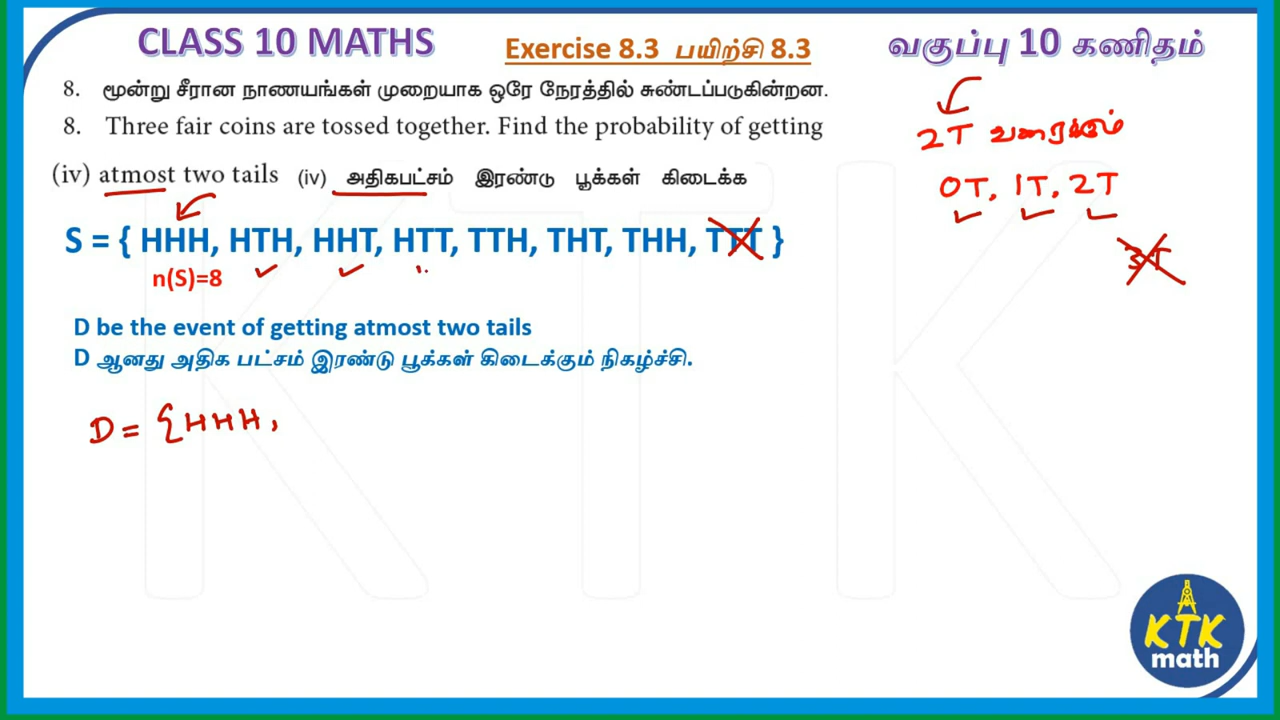 CLASS 10 MATHS Exercise 8.3 பயிற்சி 8.3 வகுப்பு 10 கணிதம்
8. மூன்று சீரான நாணயங்கள் முறையாக ஒரே நேரத்தில் சுண்டப்படுகின்றன.
8. Three fair coins are tossed together. Find the probability of getting
2T வரைக்கும்
(iv) atmost two tails (iv) அதிகபட்சம் இரண்டு பூக்கள் கிடைக்க
0T, 1T, 2T
S = { HHH, HTH, HHT, HTT, TTH, THT, THH, TTT }
3T
n(S)=8
D be the event of getting atmost two tails
D ஆனது அதிக பட்சம் இரண்டு பூக்கள் கிடைக்கும் நிகழ்ச்சி.
D = { HHH,
KTK
math